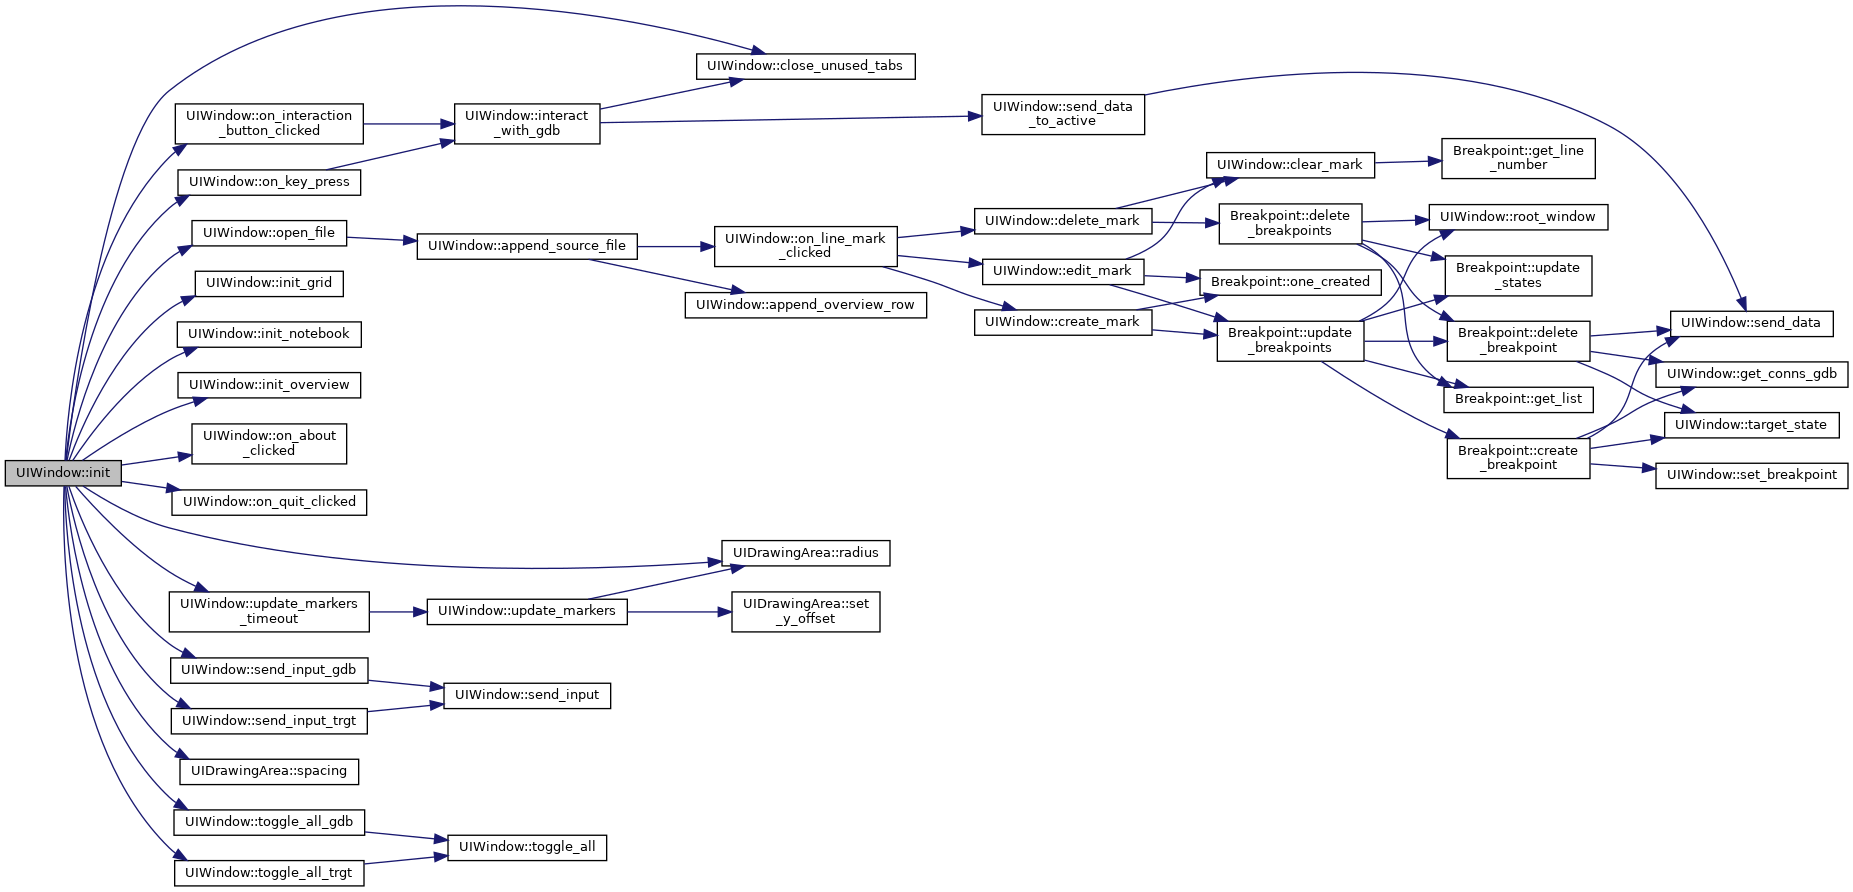 UIWindow::init
UIWindow::on_interaction
_button_clicked
UIWindow::on_key_press
UIWindow::open_file
UIWindow::init_grid
UIWindow::init_notebook
UIWindow::init_overview
UIWindow::on_about
_clicked
UIWindow::on_quit_clicked
UIWindow::update_markers
_timeout
UIWindow::send_input_gdb
UIWindow::send_input_trgt
UIDrawingArea::spacing
UIWindow::toggle_all_gdb
UIWindow::toggle_all_trgt
UIWindow::interact
_with_gdb
UIWindow::append_source_file
UIWindow::update_markers
UIWindow::send_input
UIWindow::toggle_all
UIWindow::close_unused_tabs
UIWindow::on_line_mark
_clicked
UIWindow::append_overview_row
UIDrawingArea::radius
UIDrawingArea::set
_y_offset
UIWindow::send_data
_to_active
UIWindow::delete_mark
UIWindow::edit_mark
UIWindow::create_mark
UIWindow::clear_mark
Breakpoint::delete
_breakpoints
Breakpoint::one_created
Breakpoint::update
_breakpoints
Breakpoint::get_line
_number
UIWindow::root_window
Breakpoint::update
_states
Breakpoint::delete
_breakpoint
Breakpoint::get_list
Breakpoint::create
_breakpoint
UIWindow::send_data
UIWindow::get_conns_gdb
UIWindow::target_state
UIWindow::set_breakpoint